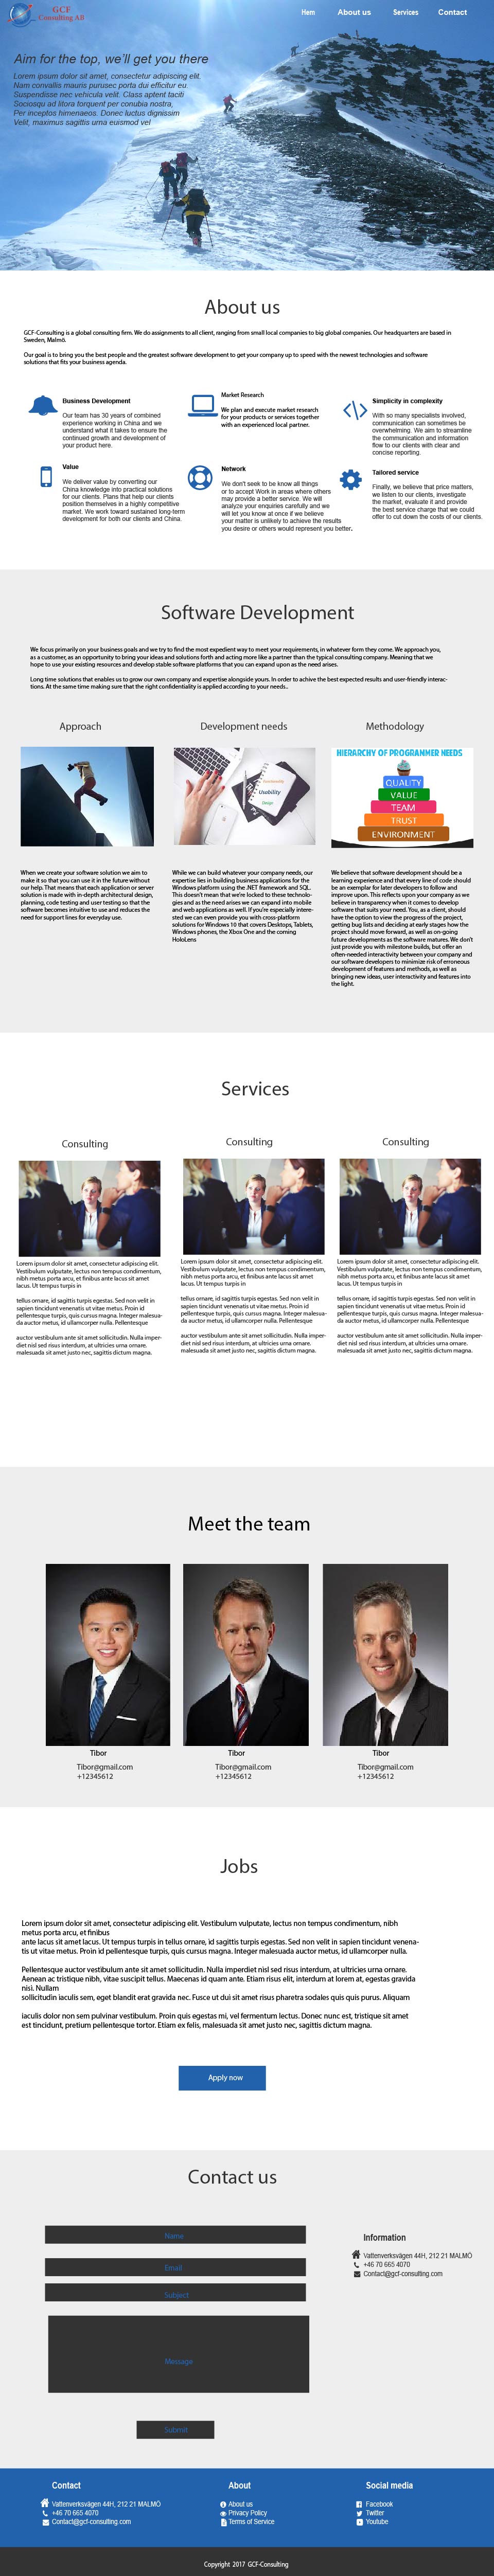 GCF
Consulting AB
Hem
About us
Services
Contact
Aim for the top, we'll get you there
Lorem ipsum dolor sit amet, consectetur adipiscing elit.
Nam convallis mauris purusec porta dui efficitur eu.
Suspendisse nec vehicula velit. Class aptent taciti
Sociosqu ad litora torquent per conubia nostra,
Per inceptos himenaeos. Donec luctus dignissim
Velit, maximus sagittis urna euismod vel
About us
GCF-Consulting is a global consulting firm. We do assignments to all client, ranging from small local companies to big global companies. Our headquarters are based in
Sweden, Malmö.
Our goal is to bring you the best people and the greatest software development to get your company up to speed with the newest technologies and software
solutions that fits your business agenda.
Business Development
Our team has 30 years of combined
experience working in China and we
understand what it takes to ensure the
continued growth and development of
your product here.
Market Research
We plan and execute market research
for your products or services together
with an experienced local partner.
Simplicity in complexity
With so many specialists involved,
communication can sometimes be
overwhelming. We aim to streamline
the communication and information
flow to our clients with clear and
concise reporting.
Value
We deliver value by converting our
China knowledge into practical solutions
for our clients. Plans that help our clients
position themselves in a highly competitive
market. We work toward sustained long-term
development for both our clients and China.
Network
We don't seek to be know all things
or to accept Work in areas where others
may provide a better service. We will
analyze your enquiries carefully and we
will let you know at once if we believe
your matter is unlikely to achieve the results
you desire or others would represent you better.
Tailored service
Finally, we believe that price matters,
we listen to our clients, investigate
the market, evaluate it and provide
the best service charge that we could
offer to cut down the costs of our clients.
Software Development
We focus primarily on your business goals and we try to find the most expedient way to meet your requirements, in whatever form they come. We approach you,
as a customer, as an opportunity to bring your ideas and solutions forth and acting more like a partner than the typical consulting company. Meaning that we
hope to use your existing resources and develop stable software platforms that you can expand upon as the need arises.
Long time solutions that enables us to grow our own company and expertise alongside yours. In order to achive the best expected results and user-friendly interac-
tions. At the same time making sure that the right confidentiality is applied according to your needs..
Approach
Development needs
Methodology
Usability
Design
HIERARCHY OF PROGRAMMER NEEDS
QUALITY
VALUE
TEAM
TRUST
ENVIRONMENT
When we create your software solution we aim to
make it so that you can use it in the future without
our help. That means that each application or server
solution is made with in-depth architectural design,
planning, code testing and user testing so that the
software becomes intuitive to use and reduces the
need for support lines for everyday use.
While we can build whatever your company needs, our
expertise lies in building business applications for the
Windows platform using the .NET framework and SQL.
This doesn't mean that we're locked to these technolo-
gies and as the need arises we can expand into mobile
and web applications as well. If you're especially inter-
sted we can even provide you with cross-platform
solutions for Windows 10 that covers Desktops, Tablets,
Windows phones, the Xbox One and the coming
HoloLens
We believe that software development should be a
learning experience and that every line of code should
be an exemplar for later developers to follow and
improve upon. This reflects upon your company as we
believe in transparency when it comes to develop
software that suits your need. You, as a client, should
have the option to view the progress of the project,
getting bug lists and deciding at early stages how the
project should move forward, as well as on-going
future developments as the software matures. We don't
just provide you with milestone builds, but offer an
often-needed interactivity between your company and
our software developers to minimize risk of erroneous
development of features and methods, as well as
bringing new ideas, user interactivity and features into
the light.
Services
Consulting
Consulting
Consulting
Lorem ipsum dolor sit amet, consectetur adipiscing elit.
Vestibulum vulputate, lectus non tempus condimentum,
nibh metus porta arcu, et finibus ante lacus sit amet
lacus. Ut tempus turpis in
tellus ornare, id sagittis turpis egestas. Sed non velit in
sapien tincidunt venenatis ut vitae metus. Proin id
pellentesque turpis, quis cursus magna. Integer malesua-
da auctor metus, id ullamcorper nulla. Pellentesque
auctor vestibulum ante sit amet sollicitudin. Nulla imper-
diet nisl sed risus interdum, at ultricies urna ornare.
malesuada sit amet justo nec, sagittis dictum magna.
Lorem ipsum dolor sit amet, consectetur adipiscing elit.
Vestibulum vulputate, lectus non tempus condimentum,
nibh metus porta arcu, et finibus ante lacus sit amet
lacus. Ut tempus turpis in
tellus ornare, id sagittis turpis egestas. Sed non velit in
sapien tincidunt venenatis ut vitae metus. Proin id
pellentesque turpis, quis cursus magna. Integer malesua-
da auctor metus, id ullamcorper nulla. Pellentesque
auctor vestibulum ante sit amet sollicitudin. Nulla imper-
diet nisl sed risus interdum, at ultricies urna ornare.
malesuada sit amet justo nec, sagittis dictum magna.
Lorem ipsum dolor sit amet, consectetur adipiscing elit.
Vestibulum vulputate, lectus non tempus condimentum,
nibh metus porta arcu, et finibus ante lacus sit amet
lacus. Ut tempus turpis in
tellus ornare, id sagittis turpis egestas. Sed non velit in
sapien tincidunt venenatis ut vitae metus. Proin id
pellentesque turpis, quis cursus magna. Integer malesua-
da auctor metus, id ullamcorper nulla. Pellentesque
auctor vestibulum ante sit amet sollicitudin. Nulla imper-
diet nisl sed risus interdum, at ultricies urna ornare.
malesuada sit amet justo nec, sagittis dictum magna.
Meet the team
Tibor
Tibor@gmail.com
+12345612
Tibor
Tibor@gmail.com
+12345612
Tibor
Tibor@gmail.com
+12345612
Jobs
Lorem ipsum dolor sit amet, consectetur adipiscing elit. Vestibulum vulputate, lectus non tempus condimentum, nibh
metus porta arcu, et finibus
ante lacus sit amet lacus. Ut tempus turpis in tellus ornare, id sagittis turpis egestas. Sed non velit in sapien tincidunt venena-
tis ut vitae metus. Proin id pellentesque turpis, quis cursus magna. Integer malesuada auctor metus, id ullamcorper nulla.
Pellentesque auctor vestibulum ante sit amet sollicitudin. Nulla imperdiet nisl sed risus interdum, at ultricies urna ornare.
Aenean ac tristique nibh, vitae suscipit tellus. Maecenas id quam ante. Etiam risus elit, interdum at lorem at, egestas gravida
nisi. Nullam
sollicitudin iaculis sem, eget blandit erat gravida nec. Fusce ut dui sit amet risus pharetra sodales quis quis purus. Aliquam
iaculis dolor non sem pulvinar vestibulum. Proin quis egestas mi, vel fermentum lectus. Donec nunc est, tristique sit amet
est tincidunt, pretium pellentesque tortor. Etiam ex felis, malesuada sit amet justo nec, sagittis dictum magna.
Apply now
Contact us
Name
Email
Subject
Message
Submit
Information
Vattenverksvägen 44H, 212 21 MALMÖ
+46 70 665 4070
Contact@gcf-consulting.com
Contact
Vattenverksvägen 44H, 212 21 MALMÖ
+46 70 665 4070
Contact@gcf-consulting.com
About
About us
Privacy Policy
Terms of Service
Social media
Facebook
Twitter
Youtube
Copyright 2017 GCF-Consulting